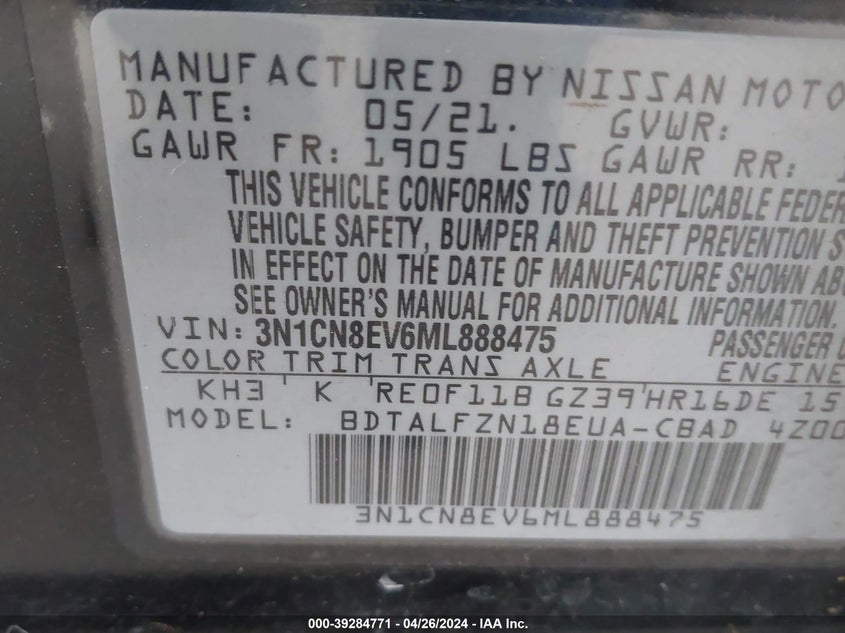 MANUFACTURED BY NISSAN MOTO
DATE: 05/21. GVWR:
GAWR FR: 1905 LBS GAWR RR: 1
THIS VEHICLE CONFORMS TO ALL APPLICABLE FEDER
VEHICLE SAFETY, BUMPER AND THEFT PREVENTION S
IN EFFECT ON THE DATE OF MANUFACTURE SHOWN ABO
SEE OWNER'S MANUAL FOR ADDITIONAL INFORMATION.
VIN: 3N1CN8EV6ML888475 PASSENGER C
COLOR TRIM TRANS AXLE ENGINE
KH3 K RE0F11B GZ39 HR16DE 15
MODEL: BDTALFZN18EUA-CBAD 4Z00
3N1CN8EV6ML888475
000-39284771 - 04/26/2024 - IAA Inc.